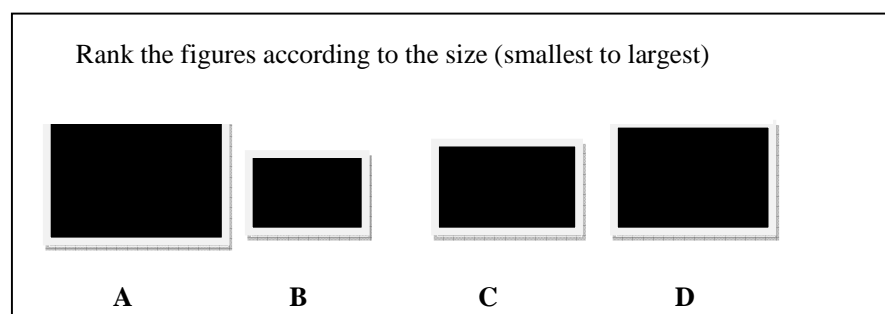 Rank the figures according to the size (smallest to largest)
A B C D